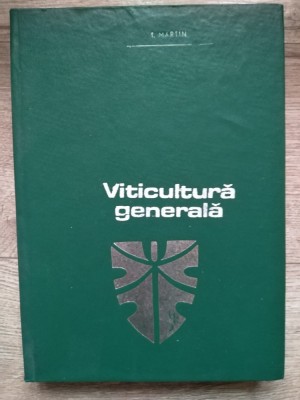 T. MARTIN
Viticultură
generală